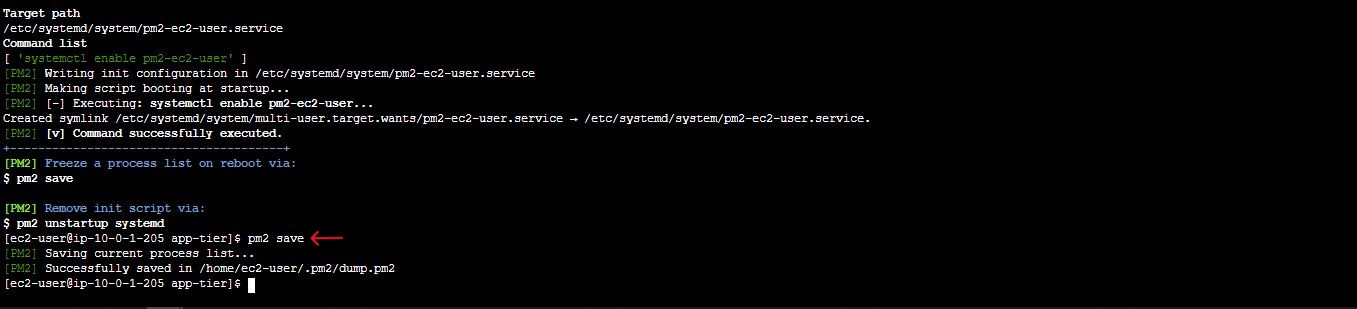 Target path
/etc/systemd/system/pm2-ec2-user.service
Command list
[ 'systemctl enable pm2-ec2-user' ]
[PM2] Writing init configuration in /etc/systemd/system/pm2-ec2-user.service
[PM2] Making script booting at startup...
[PM2] [-] Executing: systemctl enable pm2-ec2-user...
Created symlink /etc/systemd/system/multi-user.target.wants/pm2-ec2-user.service → /etc/systemd/system/pm2-ec2-user.service.
[PM2] [v] Command successfully executed.
+---------------------------------------+
[PM2] Freeze a process list on reboot via:
$ pm2 save
[PM2] Remove init script via:
$ pm2 unstartup systemd
[ec2-user@ip-10-0-1-205 app-tier]$ pm2 save
[PM2] Saving current process list...
[PM2] Successfully saved in /home/ec2-user/.pm2/dump.pm2
[ec2-user@ip-10-0-1-205 app-tier]$